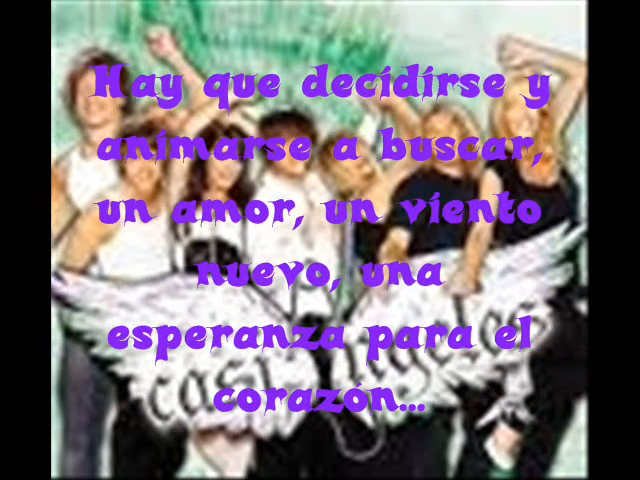 Hay que decidirse y
animarse a buscar,
un amor, un viento
nuevo, una
esperanza para el
corazón...
casi ángeles